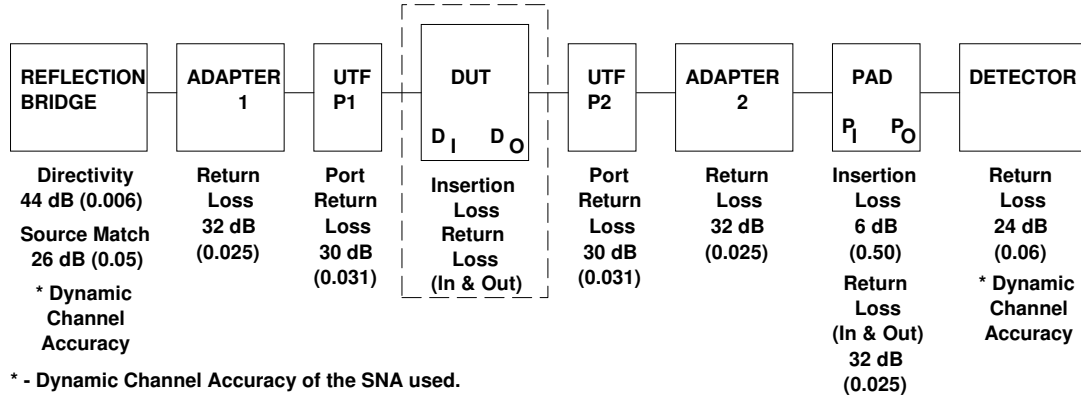 REFLECTION
BRIDGE
ADAPTER
1
UTF
P1
DUT
D I D O
UTF
P2
ADAPTER
2
PAD
P I P O
DETECTOR
Directivity
44 dB (0.006)
Source Match
26 dB (0.05)
* Dynamic
Channel
Accuracy
Return
Loss
32 dB
(0.025)
Port
Return
Loss
30 dB
(0.031)
Insertion
Loss
Return
Loss
(In & Out)
Port
Return
Loss
30 dB
(0.031)
Return
Loss
32 dB
(0.025)
Insertion
Loss
6 dB
(0.50)
Return
Loss
(In & Out)
32 dB
(0.025)
Return
Loss
24 dB
(0.06)
* Dynamic
Channel
Accuracy
* - Dynamic Channel Accuracy of the SNA used.